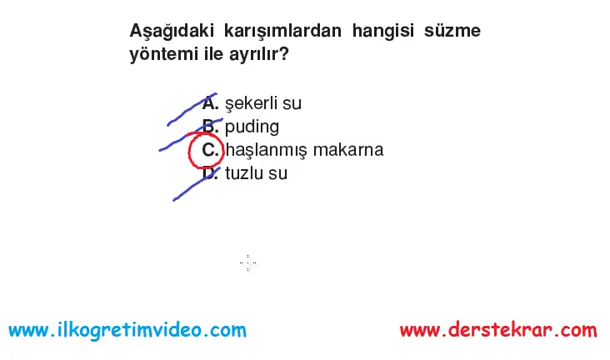 Aşağıdaki karışımlardan hangisi süzme
yöntemi ile ayrılır?
A. şekerli su
B. puding
C. haşlanmış makarna
D. tuzlu su
www.ilkogretimvideo.com
www.derstekrar.com